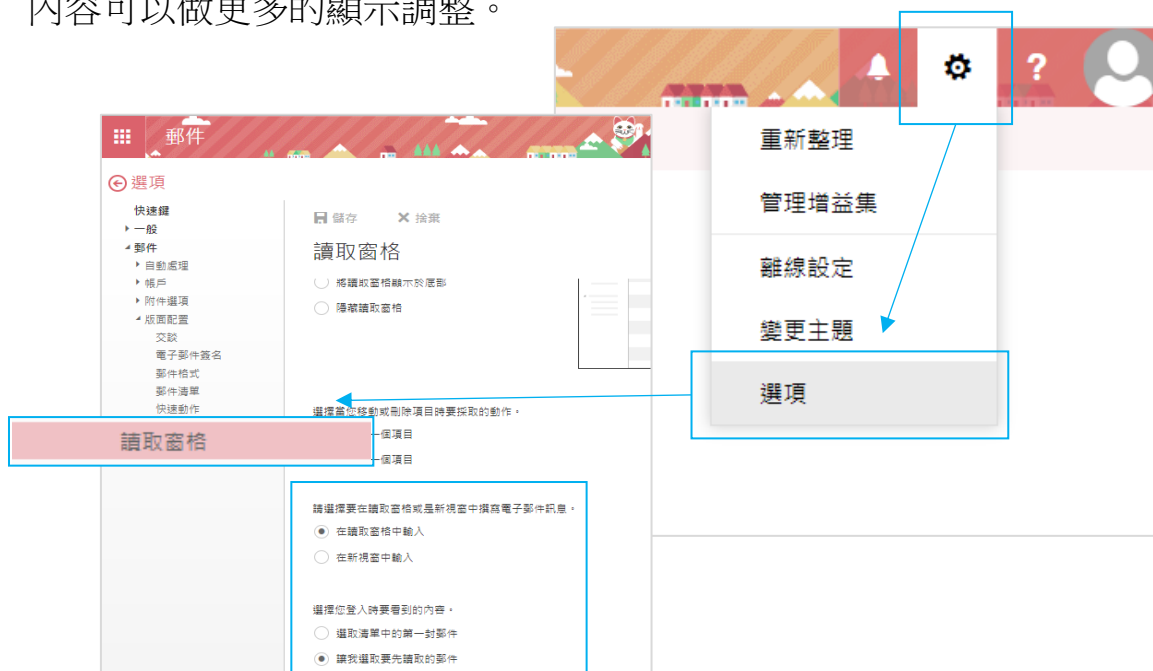 內容可以做更多的顯示調整。
?
重新整理
管理增益集
離線設定
變更主題
選項
郵件
選項
快速鍵
一般
郵件
自動處理
帳戶
附件選項
版面配置
交談
電子郵件簽名
郵件格式
郵件清單
快速動作
讀取窗格
儲存
捨棄
讀取窗格
將讀取窗格顯示於底部
隱藏讀取窗格
選擇當您移動或刪除項目時要採取的動作。
一個項目
一個項目
請選擇要在讀取窗格或是新視窗中撰寫電子郵件訊息。
在讀取窗格中輸入
在新視窗中輸入
選擇您登入時要看到的內容。
選取清單中的第一封郵件
讓我選取要先讀取的郵件